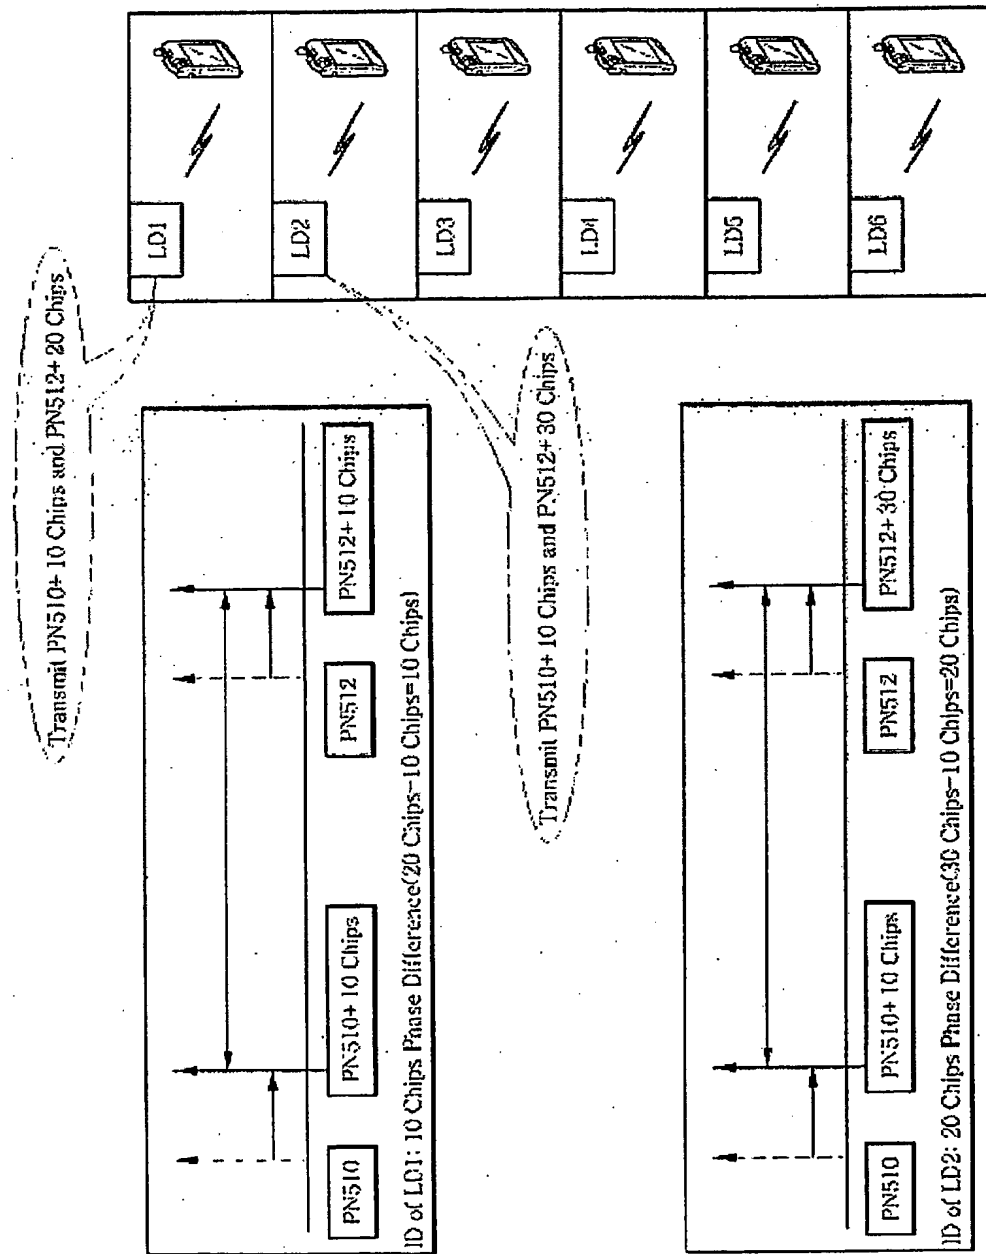 Transmit PN510+10 Chips and PN512+20 Chips
LD1
LD2
LD3
LD4
LD5
LD6
Transmit PN510+10 Chips and PN512+30 Chips
PN510
PN510+10 Chips
PN512
PN512+10 Chips
ID of LD1: 10 Chips Phase Difference(20 Chips-10 Chips=10 Chips)
PN510
PN510+10 Chips
PN512
PN512+30 Chips
ID of LD2: 20 Chips Phase Difference(30 Chips-10 Chips=20 Chips)